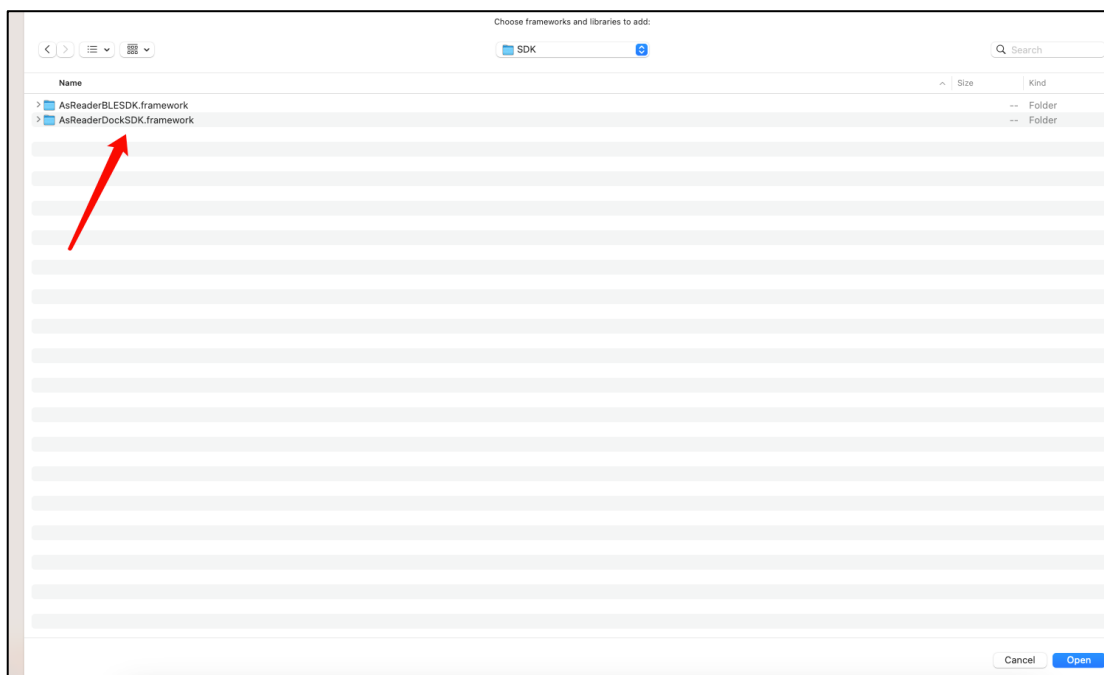 Choose frameworks and libraries to add:
SDK
Search
Name Size Kind
AsReaderBLESDK.framework -- Folder
AsReaderDockSDK.framework -- Folder
Cancel Open